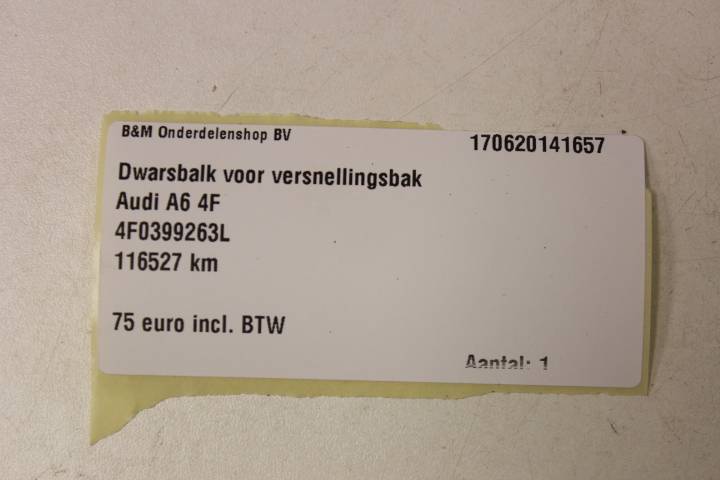 B&M Onderdelenshop BV 170620141657
Dwarsbalk voor versnellingsbak
Audi A6 4F
4F0399263L
116527 km
75 euro incl. BTW
Aantal: 1